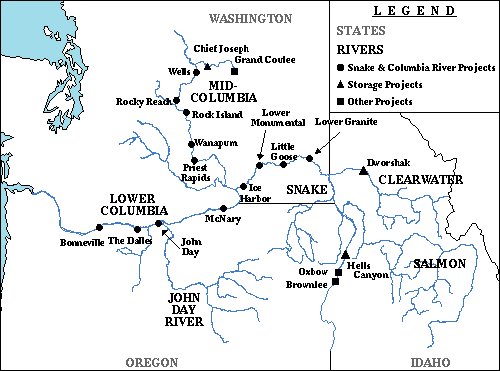 WASHINGTON
LEGEND
STATES
RIVERS
Snake & Columbia River Projects
Storage Projects
Other Projects
Chief Joseph
Grand Coulee
Wells
MID-
COLUMBIA
Rocky Reach
Rock Island
Lower
Monumental
Lower Granite
Wanapum
Little
Goose
Priest
Rapids
Dworshak
CLEARWATER
Ice
Harbor
SNAKE
LOWER
COLUMBIA
McNary
Bonneville
The Dalles
John
Day
Hells
Canyon
Oxbow
Brownlee
SALMON
JOHN
DAY
RIVER
OREGON
IDAHO